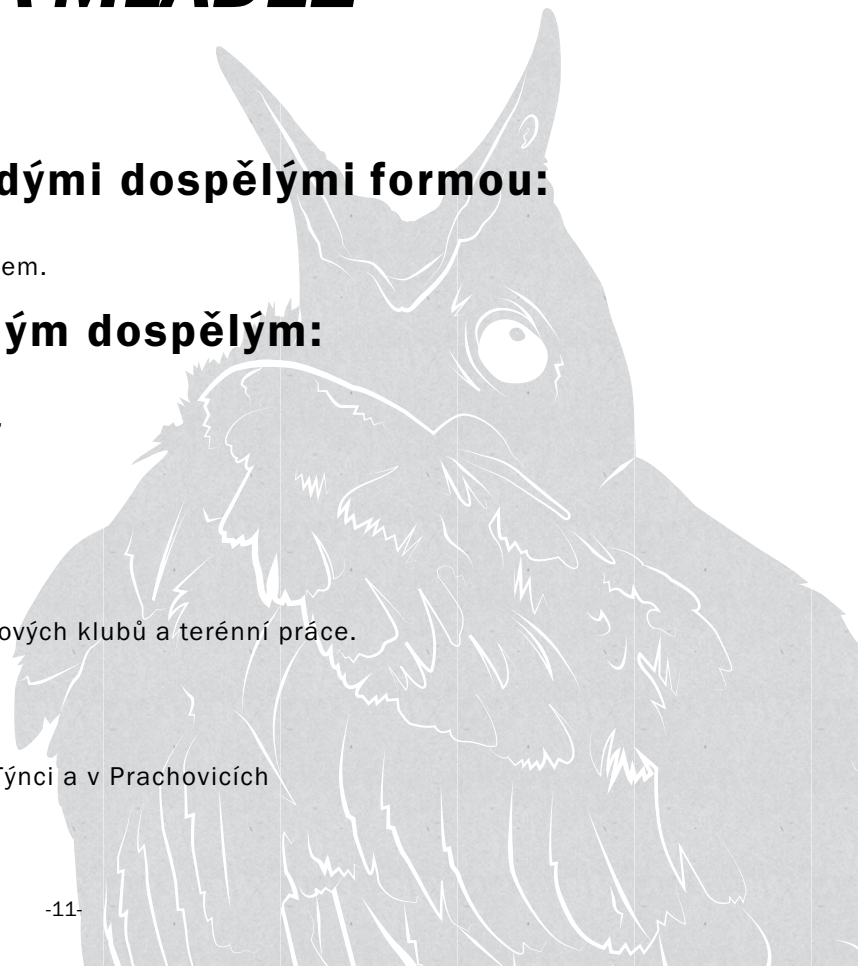 dými dospělými formou:
em.
ým dospělým:
ových klubů a terénní práce.
Týnci a v Prachovicích
-11-